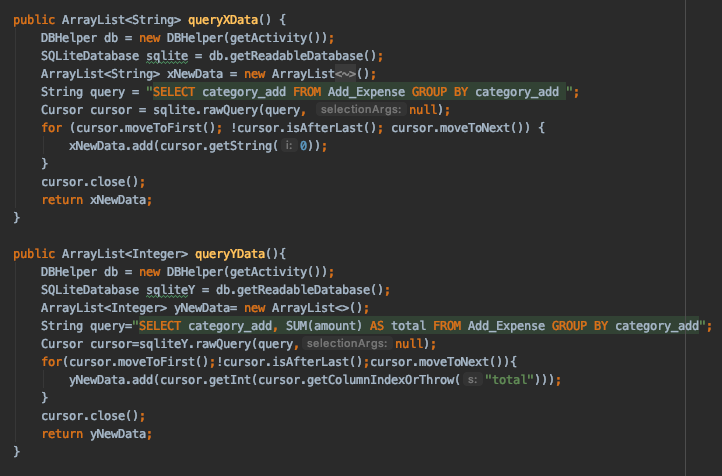 public ArrayList<String> queryXData() {
DBHelper db = new DBHelper(getActivity());
SQLiteDatabase sqlite = db.getReadableDatabase();
ArrayList<String> xNewData = new ArrayList<~>();
String query = "SELECT category_add FROM Add_Expense GROUP BY category_add ";
Cursor cursor = sqlite.rawQuery(query, selectionArgs: null);
for (cursor.moveToFirst(); !cursor.isAfterLast(); cursor.moveToNext()) {
xNewData.add(cursor.getString( i: 0));
}
cursor.close();
return xNewData;
}
public ArrayList<Integer> queryYData(){
DBHelper db = new DBHelper(getActivity());
SQLiteDatabase sqliteY = db.getReadableDatabase();
ArrayList<Integer> yNewData= new ArrayList<>();
String query="SELECT category_add, SUM(amount) AS total FROM Add_Expense GROUP BY category_add";
Cursor cursor=sqliteY.rawQuery(query, selectionArgs: null);
for(cursor.moveToFirst();!cursor.isAfterLast();cursor.moveToNext()){
yNewData.add(cursor.getInt(cursor.getColumnIndexOrThrow( s: "total")));
}
cursor.close();
return yNewData;
}